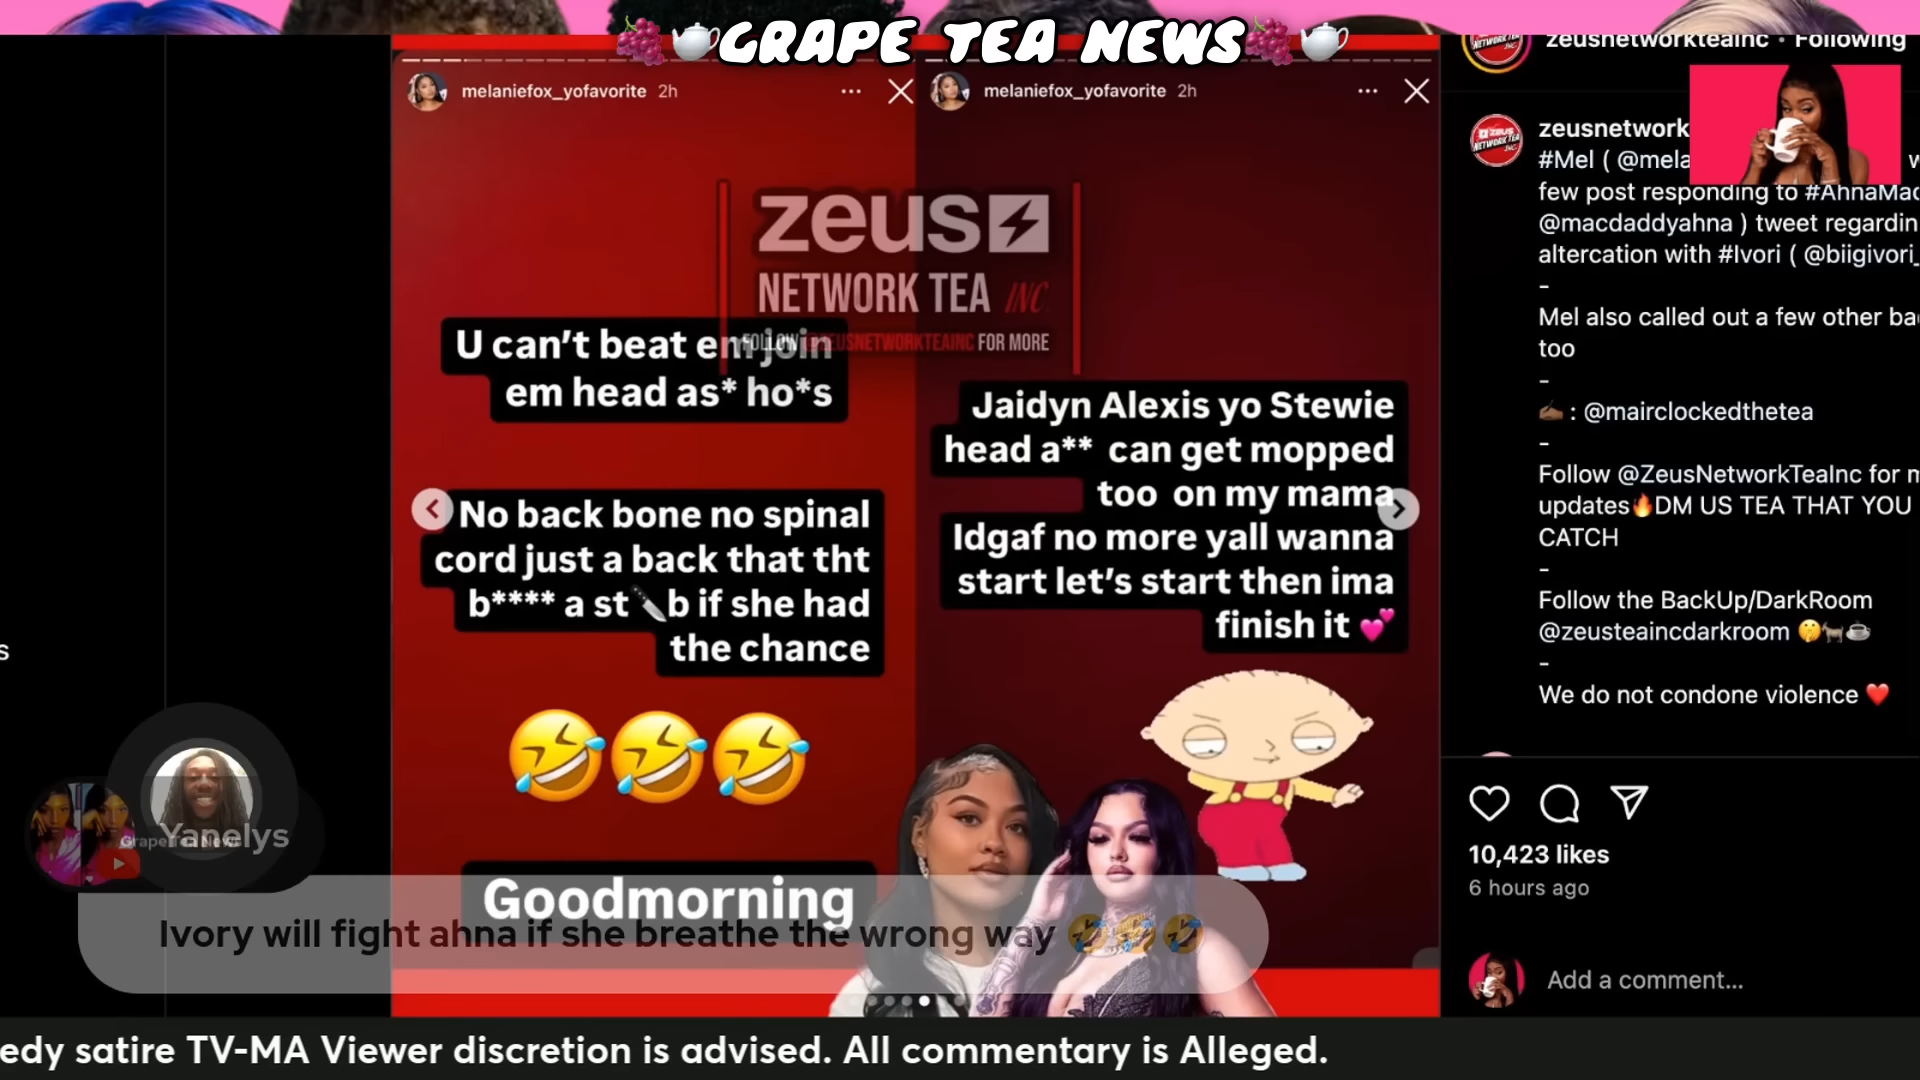 GRAPE TEA NEWS
melaniefox_yofavorite 2h
melaniefox_yofavorite 2h
zeus
NETWORK TEA INC
FOLLOW @ZEUSNETWORKTEAINC FOR MORE
U can't beat em join
em head as* ho*s
No back bone no spinal
cord just a back that tht
b**** a st🔪b if she had
the chance
🤣🤣🤣
Goodmorning
Jaidyn Alexis yo Stewie
head a** can get mopped
too on my mama
Idgaf no more yall wanna
start let's start then ima
finish it 💕
zeusnetworkteainc • Following
zeusnetwork
#Mel ( @mela
few post responding to #AhnaMac
@macdaddyahna ) tweet regardin
altercation with #Ivori ( @biigivori_
-
Mel also called out a few other ba
too
-
✍🏾 : @mairclockedthetea
-
Follow @ZeusNetworkTeaInc for m
updates🔥DM US TEA THAT YOU
CATCH
-
Follow the BackUp/DarkRoom
@zeusteaincdarkroom 🤫🐐☕
-
We do not condone violence ❤️
10,423 likes
6 hours ago
Add a comment...
s
Grape Tea News
Yanelys
Ivory will fight ahna if she breathe the wrong way 🤣🤣🤣
edy satire TV-MA Viewer discretion is advised. All commentary is Alleged.